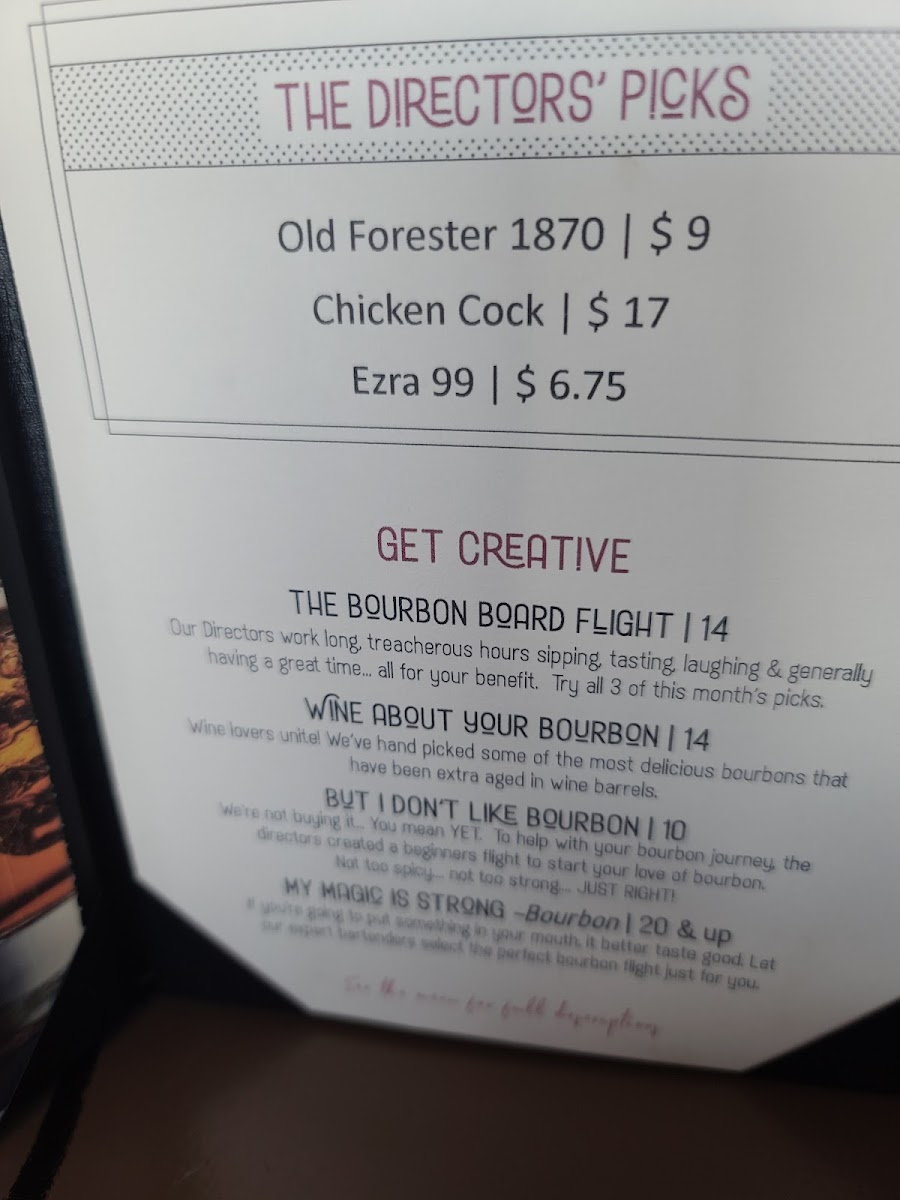 THE DIRECTORS' PICKS
Old Forester 1870 | $ 9
Chicken Cock | $ 17
Ezra 99 | $ 6.75
GET CREATIVE
THE BOURBON BOARD FLIGHT | 14
Our Directors work long, treacherous hours sipping, tasting, laughing & generally
having a great time... all for your benefit. Try all 3 of this month's picks.
WINE ABOUT YOUR BOURBON | 14
Wine lovers unite! We've hand picked some of the most delicious bourbons that
have been extra aged in wine barrels.
BUT I DON'T LIKE BOURBON | 10
We're not buying it... You mean YET. To help with your bourbon journey, the
directors created a beginners flight to start your love of bourbon.
Not too spicy... not too strong... JUST RIGHT!
MY MAGIC IS STRONG –Bourbon | 20 & up
If you're going to put something in your mouth, it better taste good. Let
our expert bartenders select the perfect bourbon flight just for you.
See the menu for full descriptions